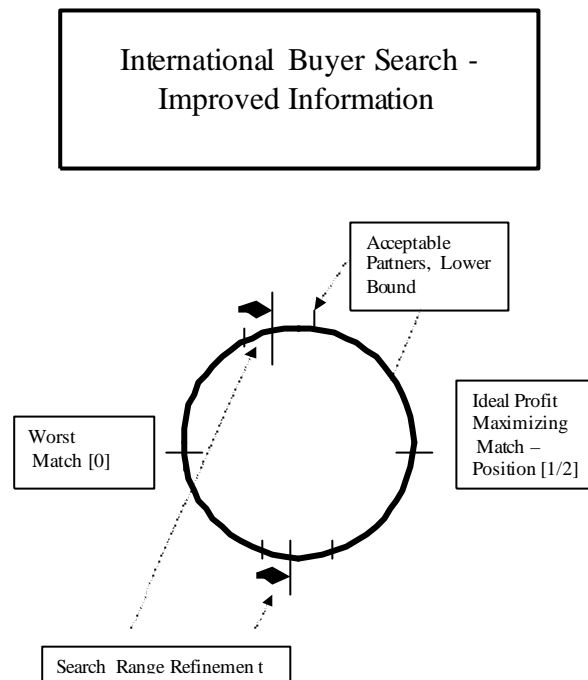 International Buyer Search -
Improved Information
Acceptable
Partners, Lower
Bound
Worst
Match [0]
Ideal Profit
Maximizing
Match –
Position [1/2]
Search Range Refinement